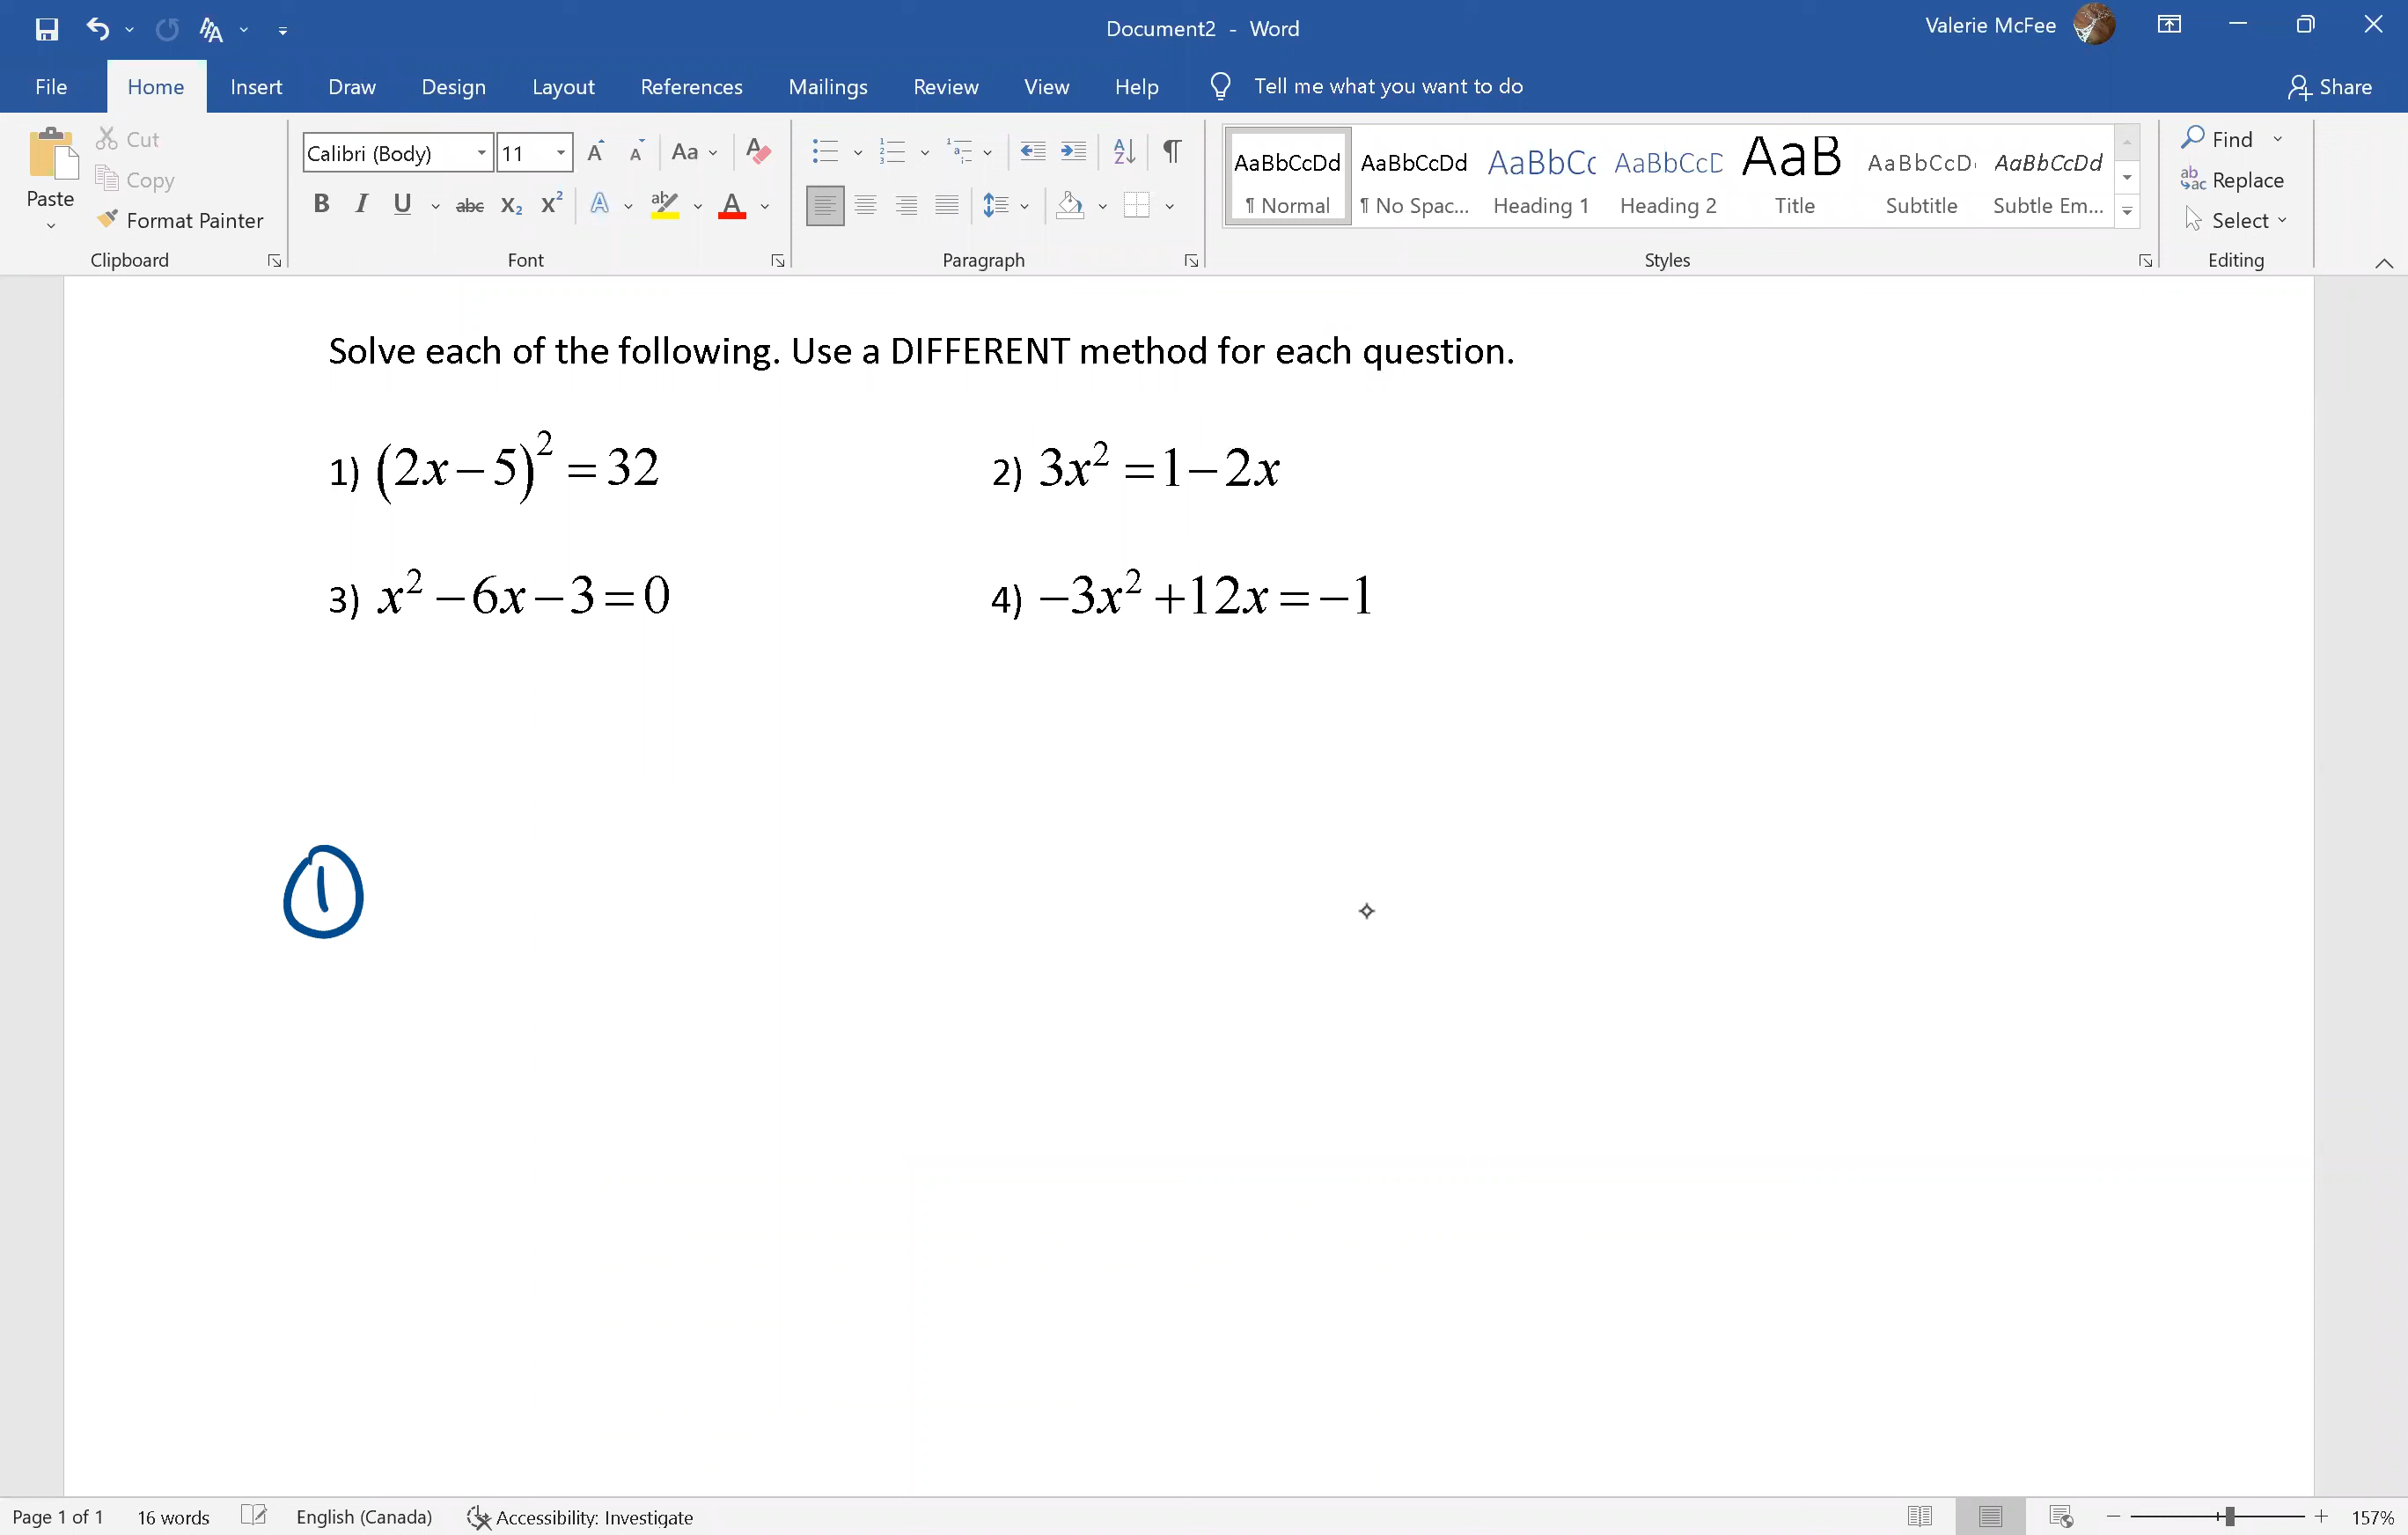 Document2 - Word
Valerie McFee
File Home Insert Draw Design Layout References Mailings Review View Help Tell me what you want to do Share
Cut
Copy
Paste
Format Painter
Clipboard
Calibri (Body) 11
Font
Paragraph
AaBbCcDd AaBbCcDd AaBbCc AaBbCcD AaB AaBbCcD AaBbCcDd
¶ Normal ¶ No Spac... Heading 1 Heading 2 Title Subtitle Subtle Em...
Styles
Find
Replace
Select
Editing
Solve each of the following. Use a DIFFERENT method for each question.
1) (2x − 5)² = 32 2) 3x² = 1 − 2x
3) x² − 6x − 3 = 0 4) −3x² + 12x = −1
①
Page 1 of 1 16 words English (Canada) Accessibility: Investigate 157%